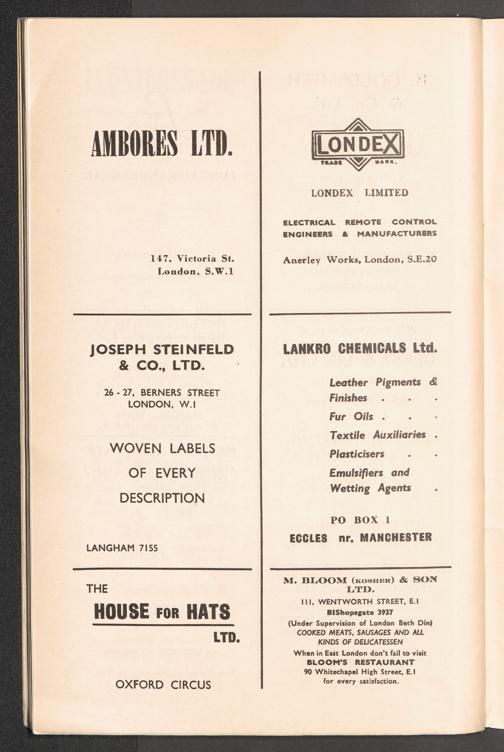 AMBORES LTD.
147, Victoria St.
London, S.W.1
LONDEX
TRADE MARK.
LONDEX LIMITED
ELECTRICAL REMOTE CONTROL
ENGINEERS & MANUFACTURERS
Anerley Works, London, S.E.20
JOSEPH STEINFELD
& CO., LTD.
26 - 27, BERNERS STREET
LONDON, W.1
WOVEN LABELS
OF EVERY
DESCRIPTION
LANGHAM 7155
LANKRO CHEMICALS Ltd.
Leather Pigments &
Finishes . . .
Fur Oils . . .
Textile Auxiliaries .
Plasticisers . .
Emulsifiers and
Wetting Agents .
PO BOX 1
ECCLES nr. MANCHESTER
THE
HOUSE FOR HATS
LTD.
OXFORD CIRCUS
M. BLOOM (KOSHER) & SON
LTD.
111, WENTWORTH STREET, E.1
BIShopsgate 3937
(Under Supervision of London Beth Din)
COOKED MEATS, SAUSAGES AND ALL
KINDS OF DELICATESSEN
When in East London don't fail to visit
BLOOM'S RESTAURANT
90 Whitechapel High Street, E.1
for every satisfaction.